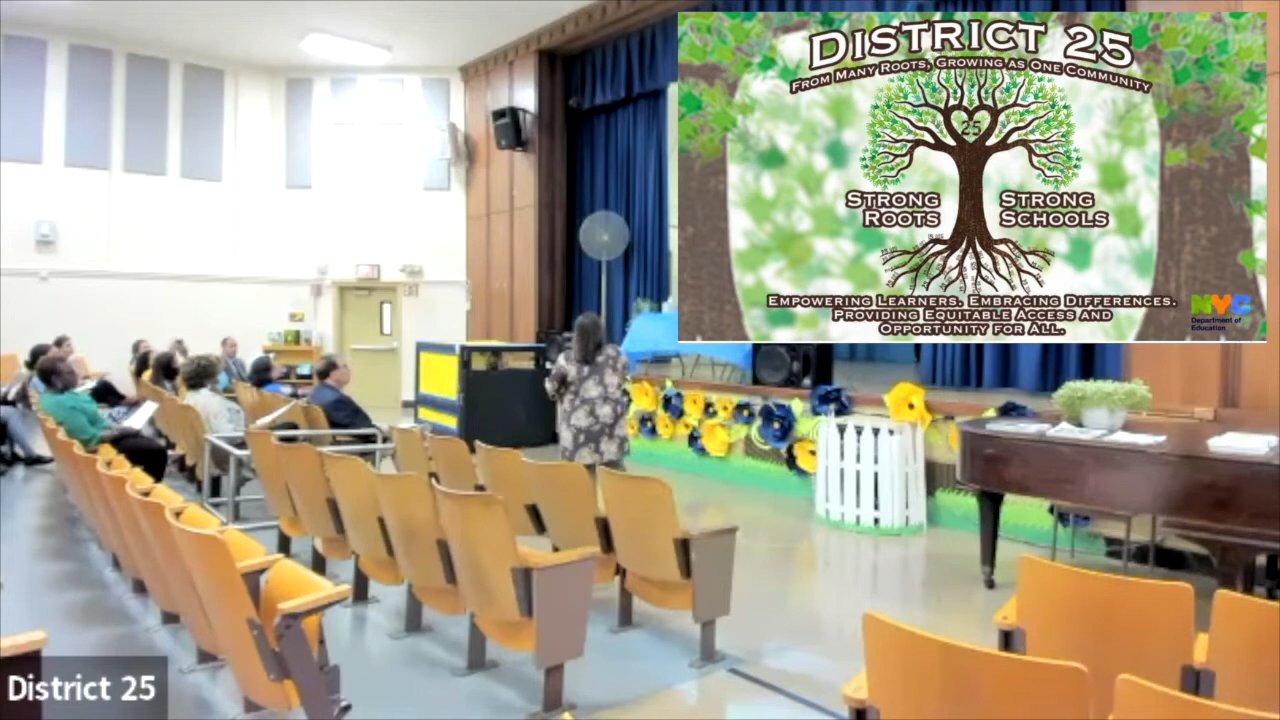 DISTRICT 25
FROM MANY ROOTS, GROWING AS ONE COMMUNITY
25
STRONG
ROOTS
STRONG
SCHOOLS
EMPOWERING LEARNERS. EMBRACING DIFFERENCES.
PROVIDING EQUITABLE ACCESS AND
OPPORTUNITY FOR ALL.
NYC
Department of
Education
District 25